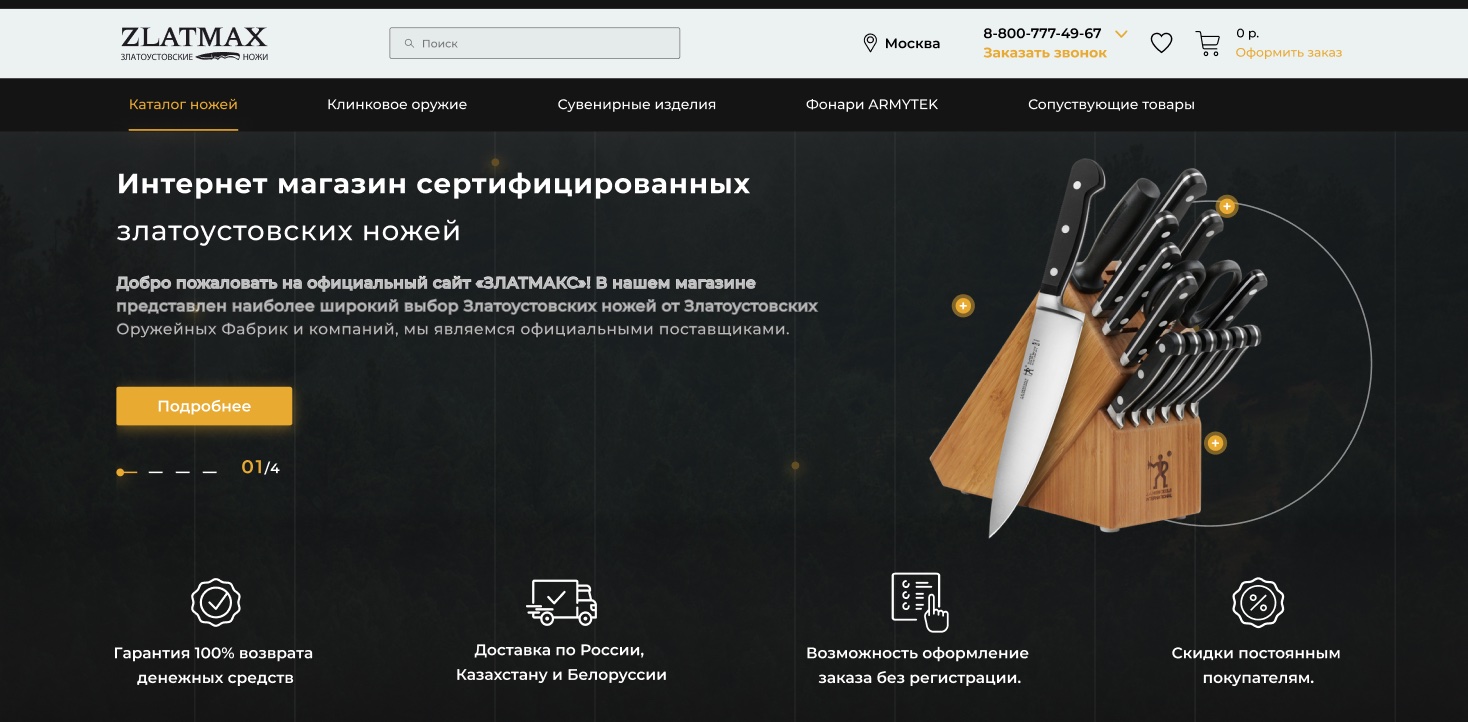 ZLATMAX
ЗЛАТОУСТОВСКИЕ НОЖИ
Поиск
Москва
8-800-777-49-67
Заказать звонок
0 р.
Оформить заказ
Каталог ножей
Клинковое оружие
Сувенирные изделия
Фонари ARMYTEK
Сопуствующие товары
Интернет магазин сертифицированных
златоустовских ножей
Добро пожаловать на официальный сайт «ЗЛАТМАКС»! В нашем магазине
представлен наиболее широкий выбор Златоустовских ножей от Златоустовских
Оружейных Фабрик и компаний, мы являемся официальными поставщиками.
Подробнее
01/4
Гарантия 100% возврата
денежных средств
Доставка по России,
Казахстану и Белоруссии
Возможность оформление
заказа без регистрации.
Скидки постоянным
покупателям.